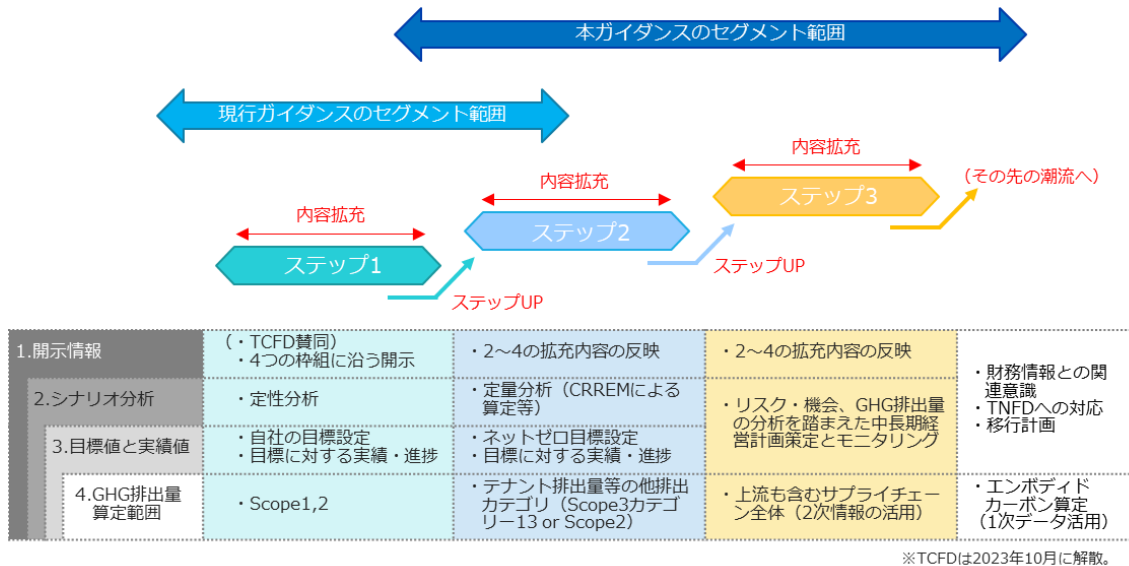 本ガイダンスのセグメント範囲
現行ガイダンスのセグメント範囲
内容拡充
ステップ3
(その先の潮流へ)
内容拡充
ステップ2
ステップUP
内容拡充
ステップ1
ステップUP
1.開示情報
(・TCFD賛同)
・4つの枠組に沿う開示
・2~4の拡充内容の反映
・2~4の拡充内容の反映
・財務情報との関
連意識
・TNFDへの対応
・移行計画
2.シナリオ分析
・定性分析
・定量分析(CRREMによる
算定等)
・リスク・機会、GHG排出量
の分析を踏まえた中長期経
営計画策定とモニタリング
3.目標値と実績値
・自社の目標設定
・目標に対する実績・進捗
・ネットゼロ目標設定
・目標に対する実績・進捗
4.GHG排出量
算定範囲
・Scope1,2
・テナント排出量等の他排出
カテゴリ(Scope3カテゴ
リー13 or Scope2)
・上流も含むサプライチェー
ン全体(2次情報の活用)
・エンボディド
カーボン算定
(1次データ活用)
※TCFDは2023年10月に解散。